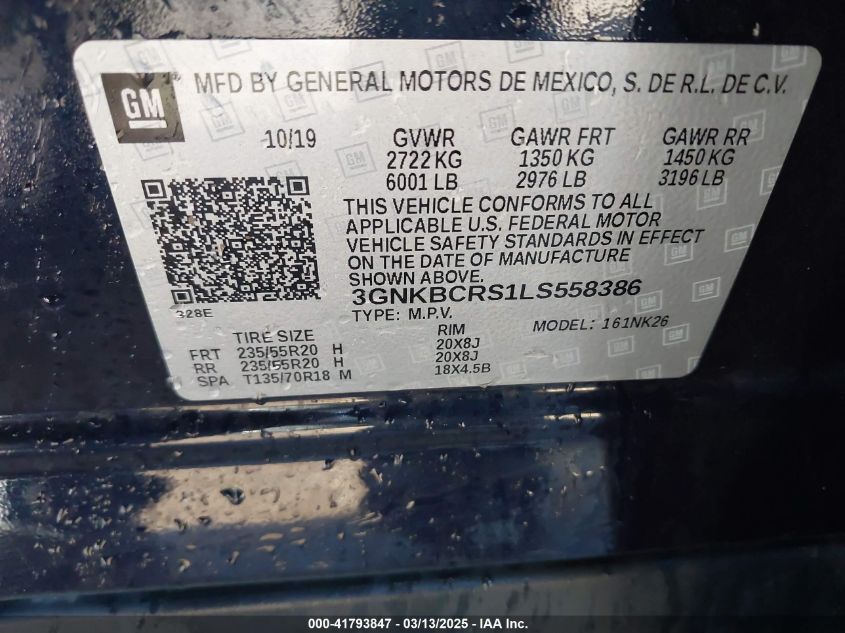 GM
MFD BY GENERAL MOTORS DE MEXICO, S. DE R.L. DE C.V.
10/19 GVWR GAWR FRT GAWR RR
2722 KG 1350 KG 1450 KG
6001 LB 2976 LB 3196 LB
THIS VEHICLE CONFORMS TO ALL
APPLICABLE U.S. FEDERAL MOTOR
VEHICLE SAFETY STANDARDS IN EFFECT
ON THE DATE OF MANUFACTURE
SHOWN ABOVE.
3GNKBCRS1LS558386
328E
TYPE: M.P.V. MODEL: 161NK26
TIRE SIZE RIM
FRT 235/55R20 H 20X8J
RR 235/55R20 H 20X8J
SPA T135/70R18 M 18X4.5B
000-41793847 - 03/13/2025 - IAAI, Inc.